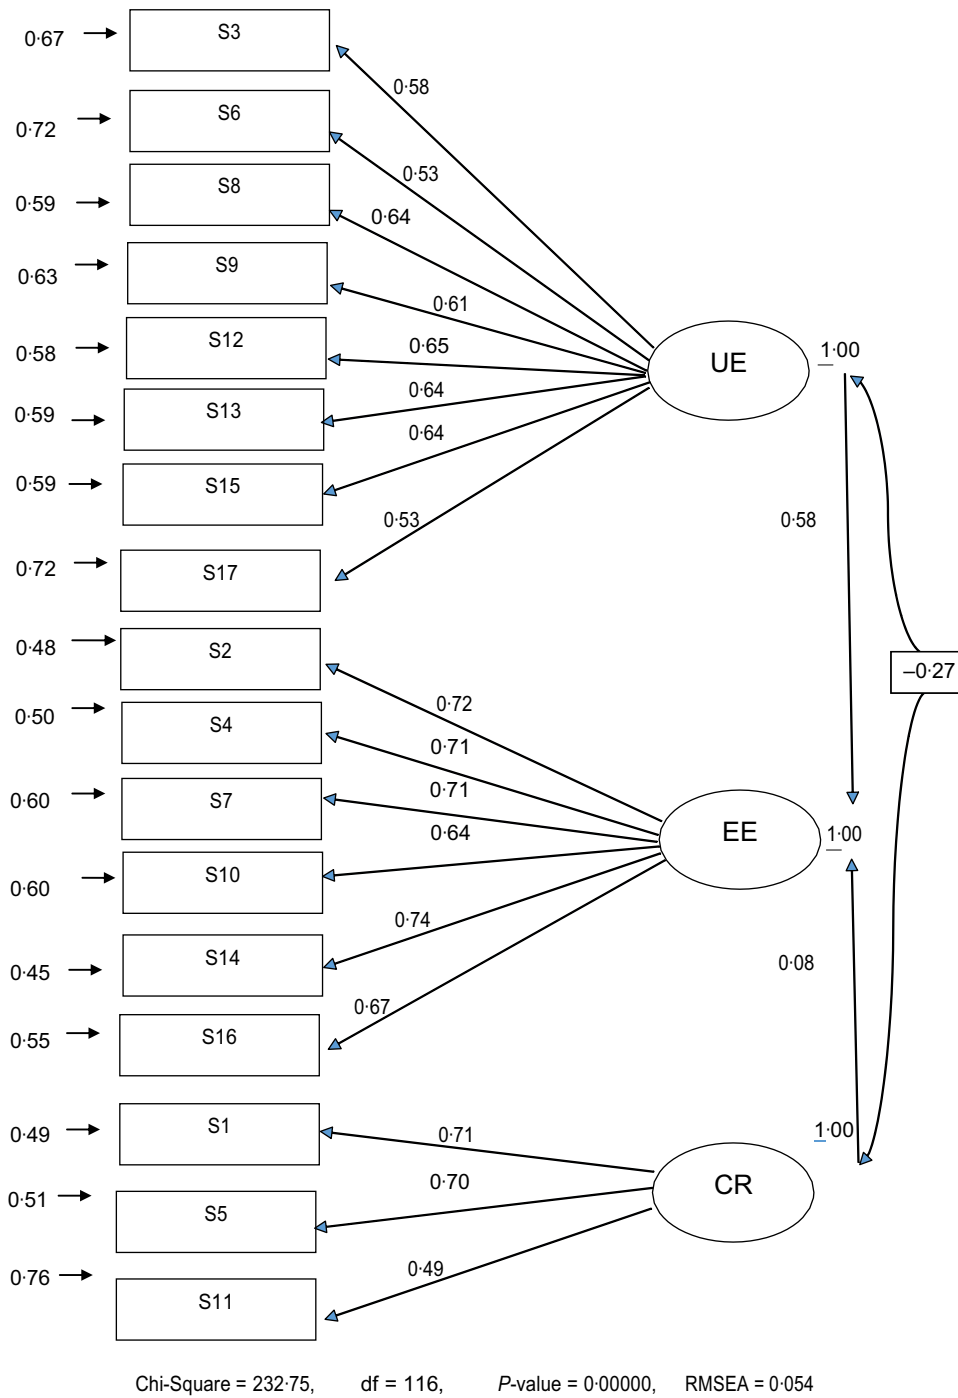 0·67 S3
0·58
0·72 S6
0·53
0·59 S8
0·64
0·63 S9
0·61
0·58 S12
0·65
UE 1·00
0·59 S13
0·64
0·59 S15
0·64
0·53
0·58
0·72 S17
0·48 S2
–0·27
0·72
0·50 S4
0·71
0·60 S7
0·71
0·64
EE 1·00
0·60 S10
0·74
0·45 S14
0·08
0·67
0·55 S16
0·49 S1
0·71
1·00
0·70
CR
0·51 S5
0·49
0·76 S11
Chi-Square = 232·75, df = 116, P-value = 0·00000, RMSEA = 0·054